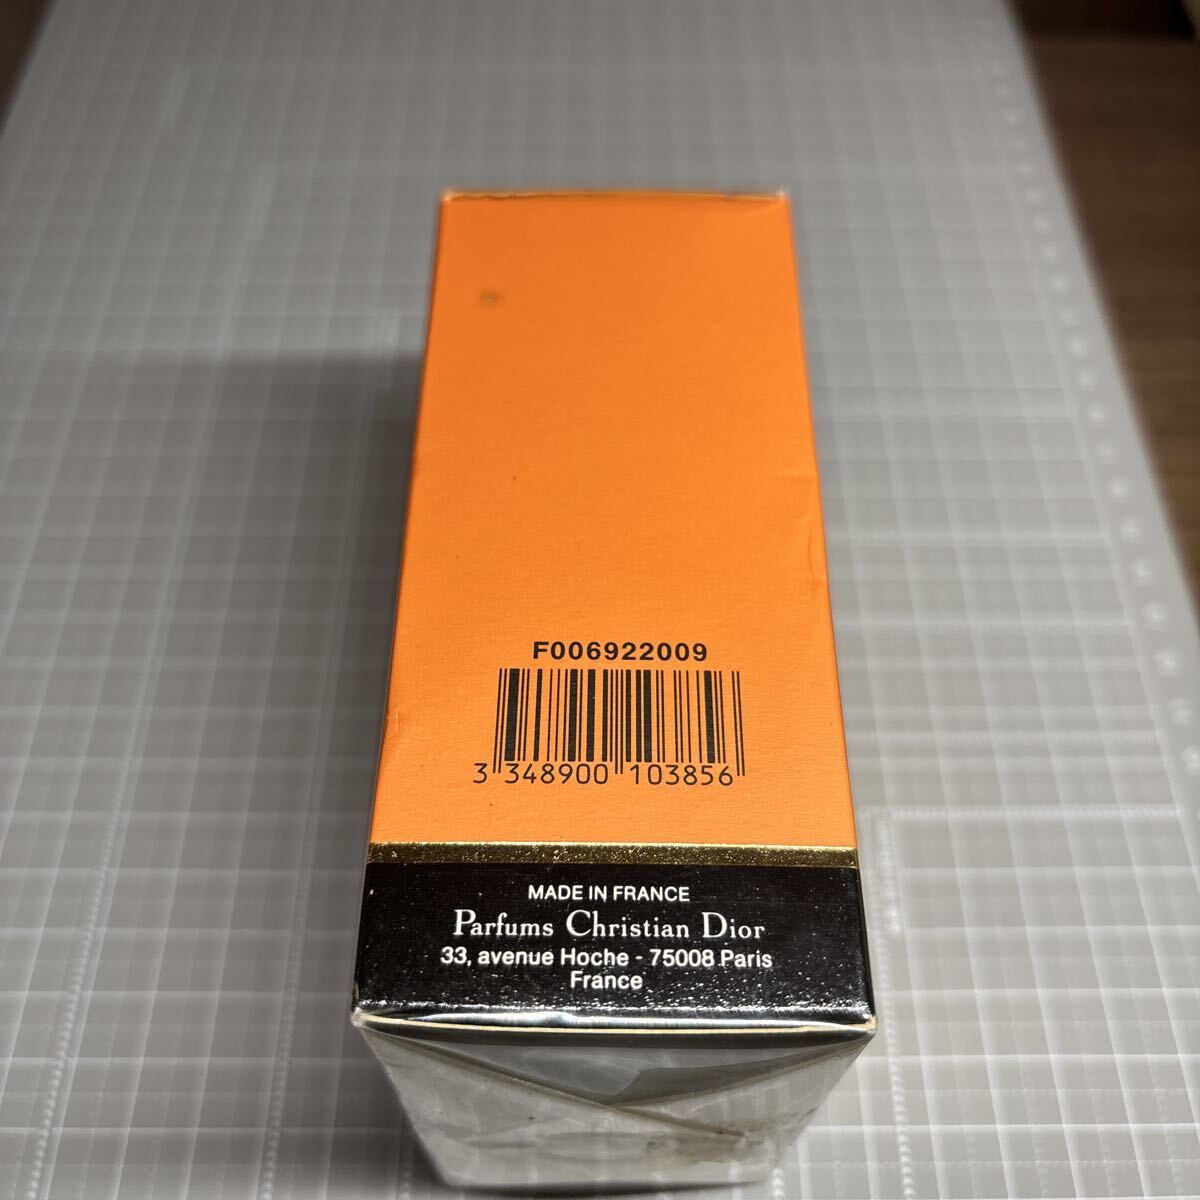 F006922009
3 348900 103856
MADE IN FRANCE
Parfums Christian Dior
33, avenue Hoche - 75008 Paris
France